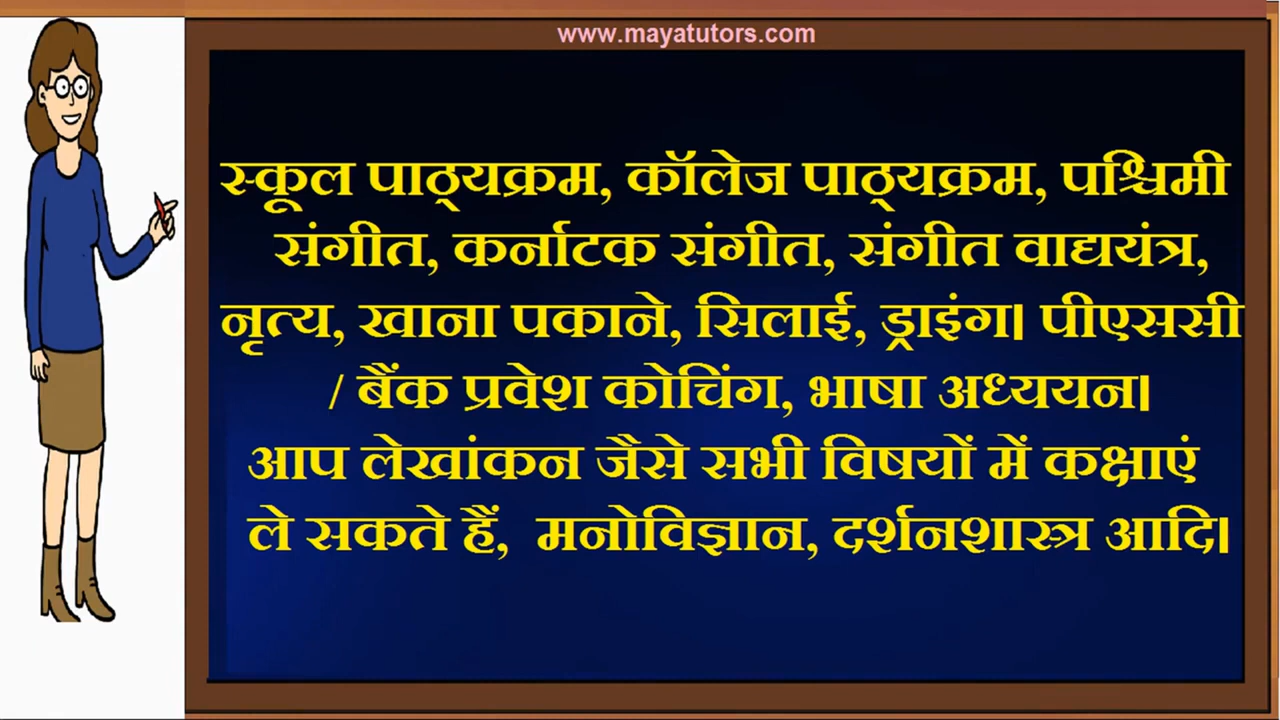 www.mayatutors.com
स्कूल पाठ्यक्रम, कॉलेज पाठ्यक्रम, पश्चिमी
संगीत, कर्नाटक संगीत, संगीत वाद्ययंत्र,
नृत्य, खाना पकाने, सिलाई, ड्राइंग। पीएससी
/ बैंक प्रवेश कोचिंग, भाषा अध्ययन।
आप लेखांकन जैसे सभी विषयों में कक्षाएं
ले सकते हैं, मनोविज्ञान, दर्शनशास्त्र आदि।